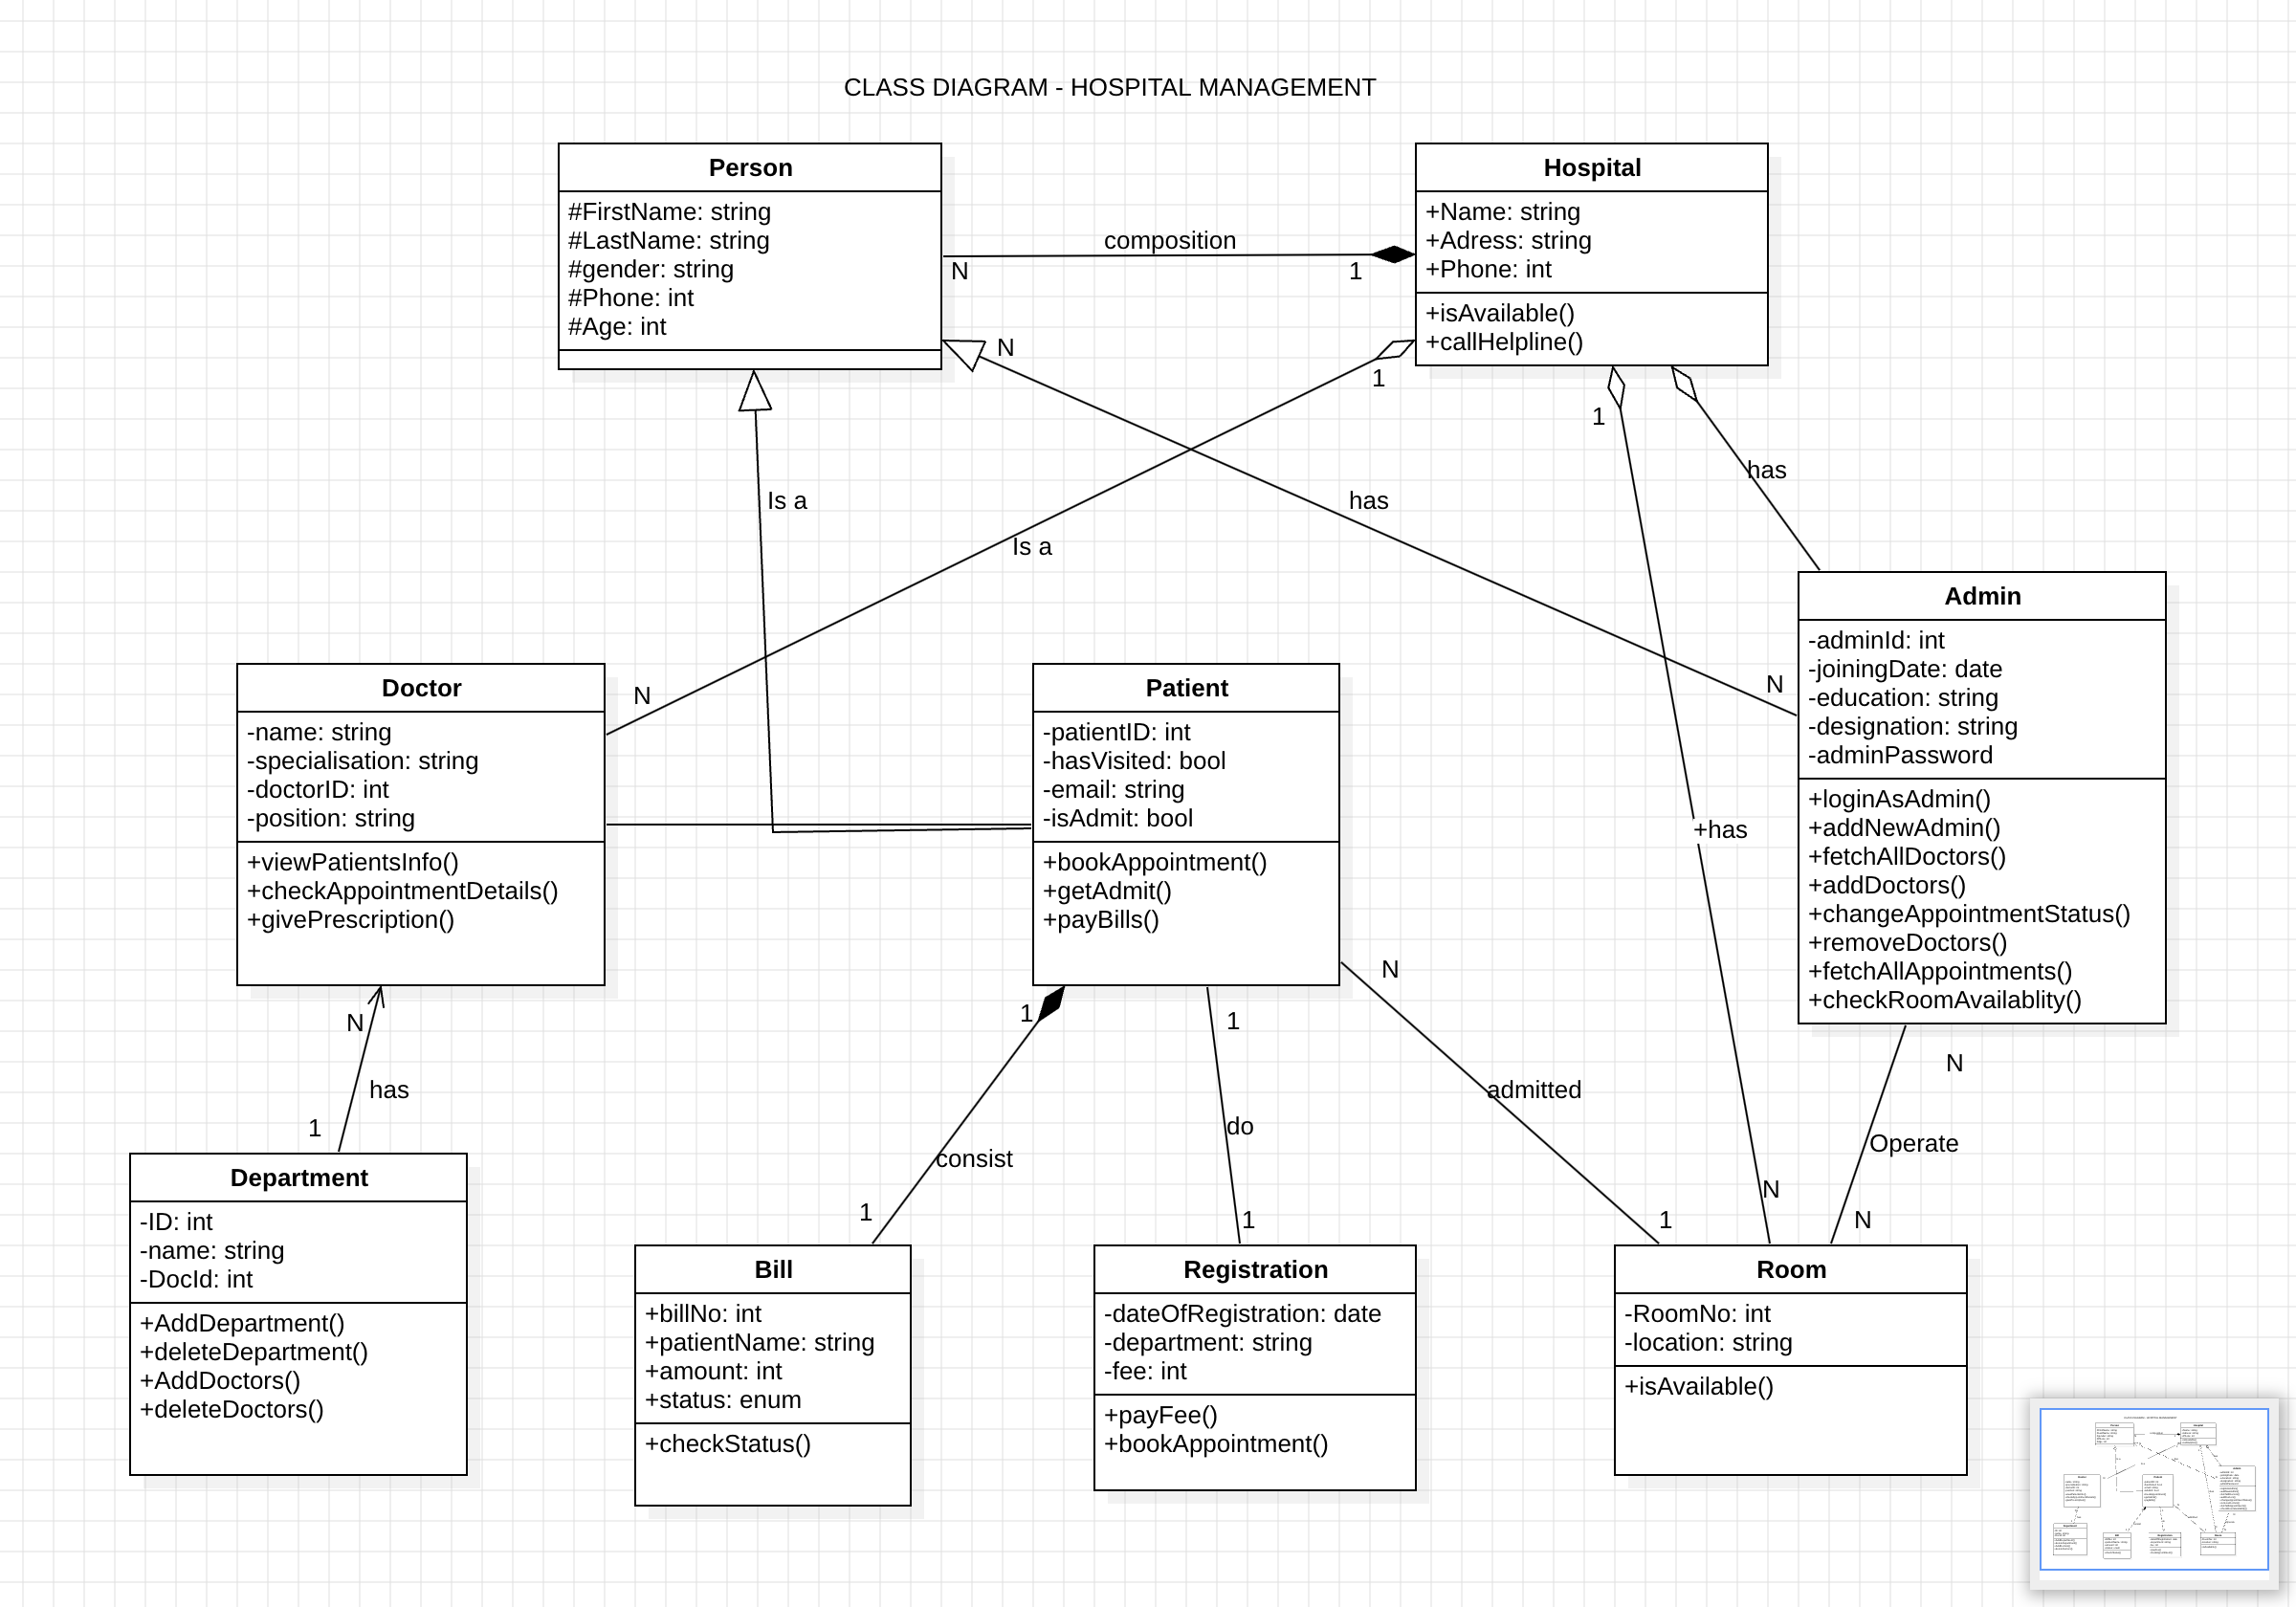 CLASS DIAGRAM - HOSPITAL MANAGEMENT
Person
#FirstName: string
#LastName: string
#gender: string
#Phone: int
#Age: int
composition
N
1
Hospital
+Name: string
+Adress: string
+Phone: int
+isAvailable()
+callHelpline()
N
1
1
has
Is a
has
Is a
Admin
-adminId: int
-joiningDate: date
-education: string
-designation: string
-adminPassword
+loginAsAdmin()
+addNewAdmin()
+fetchAllDoctors()
+addDoctors()
+changeAppointmentStatus()
+removeDoctors()
+fetchAllAppointments()
+checkRoomAvailablity()
Doctor
-name: string
-specialisation: string
-doctorID: int
-position: string
+viewPatientsInfo()
+checkAppointmentDetails()
+givePrescription()
N
Patient
-patientID: int
-hasVisited: bool
-email: string
-isAdmit: bool
+bookAppointment()
+getAdmit()
+payBills()
N
+has
N
N
1
1
N
has
admitted
1
do
Operate
consist
N
1
1
1
N
Department
-ID: int
-name: string
-DocId: int
+AddDepartment()
+deleteDepartment()
+AddDoctors()
+deleteDoctors()
Bill
+billNo: int
+patientName: string
+amount: int
+status: enum
+checkStatus()
Registration
-dateOfRegistration: date
-department: string
-fee: int
+payFee()
+bookAppointment()
Room
-RoomNo: int
-location: string
+isAvailable()